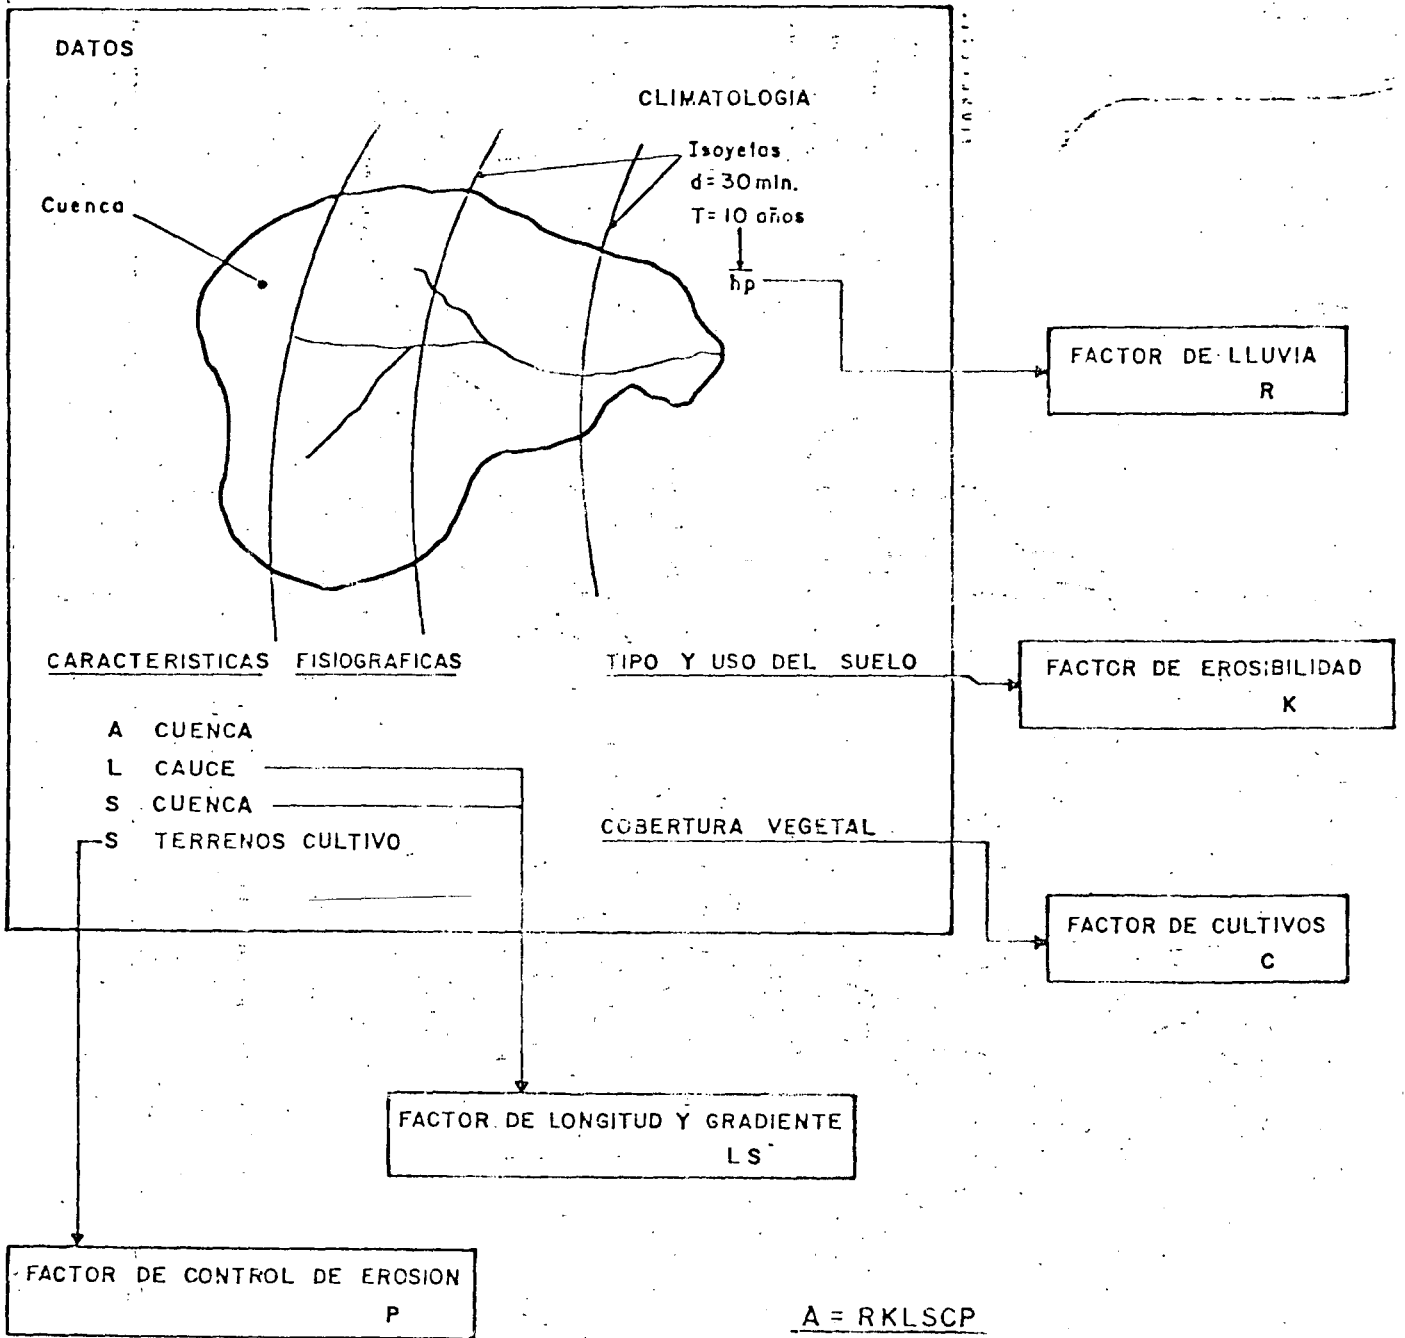 DATOS
CLIMATOLOGIA
Isoyetas
d=30 min.
T=10 años
hp
Cuenca
FACTOR DE LLUVIA
R
CARACTERISTICAS FISIOGRAFICAS
TIPO Y USO DEL SUELO
FACTOR DE EROSIBILIDAD
K
A CUENCA
L CAUCE
S CUENCA
S TERRENOS CULTIVO
COBERTURA VEGETAL
FACTOR DE CULTIVOS
C
FACTOR DE LONGITUD Y GRADIENTE
LS
FACTOR DE CONTROL DE EROSION
P
A = RKLSCP